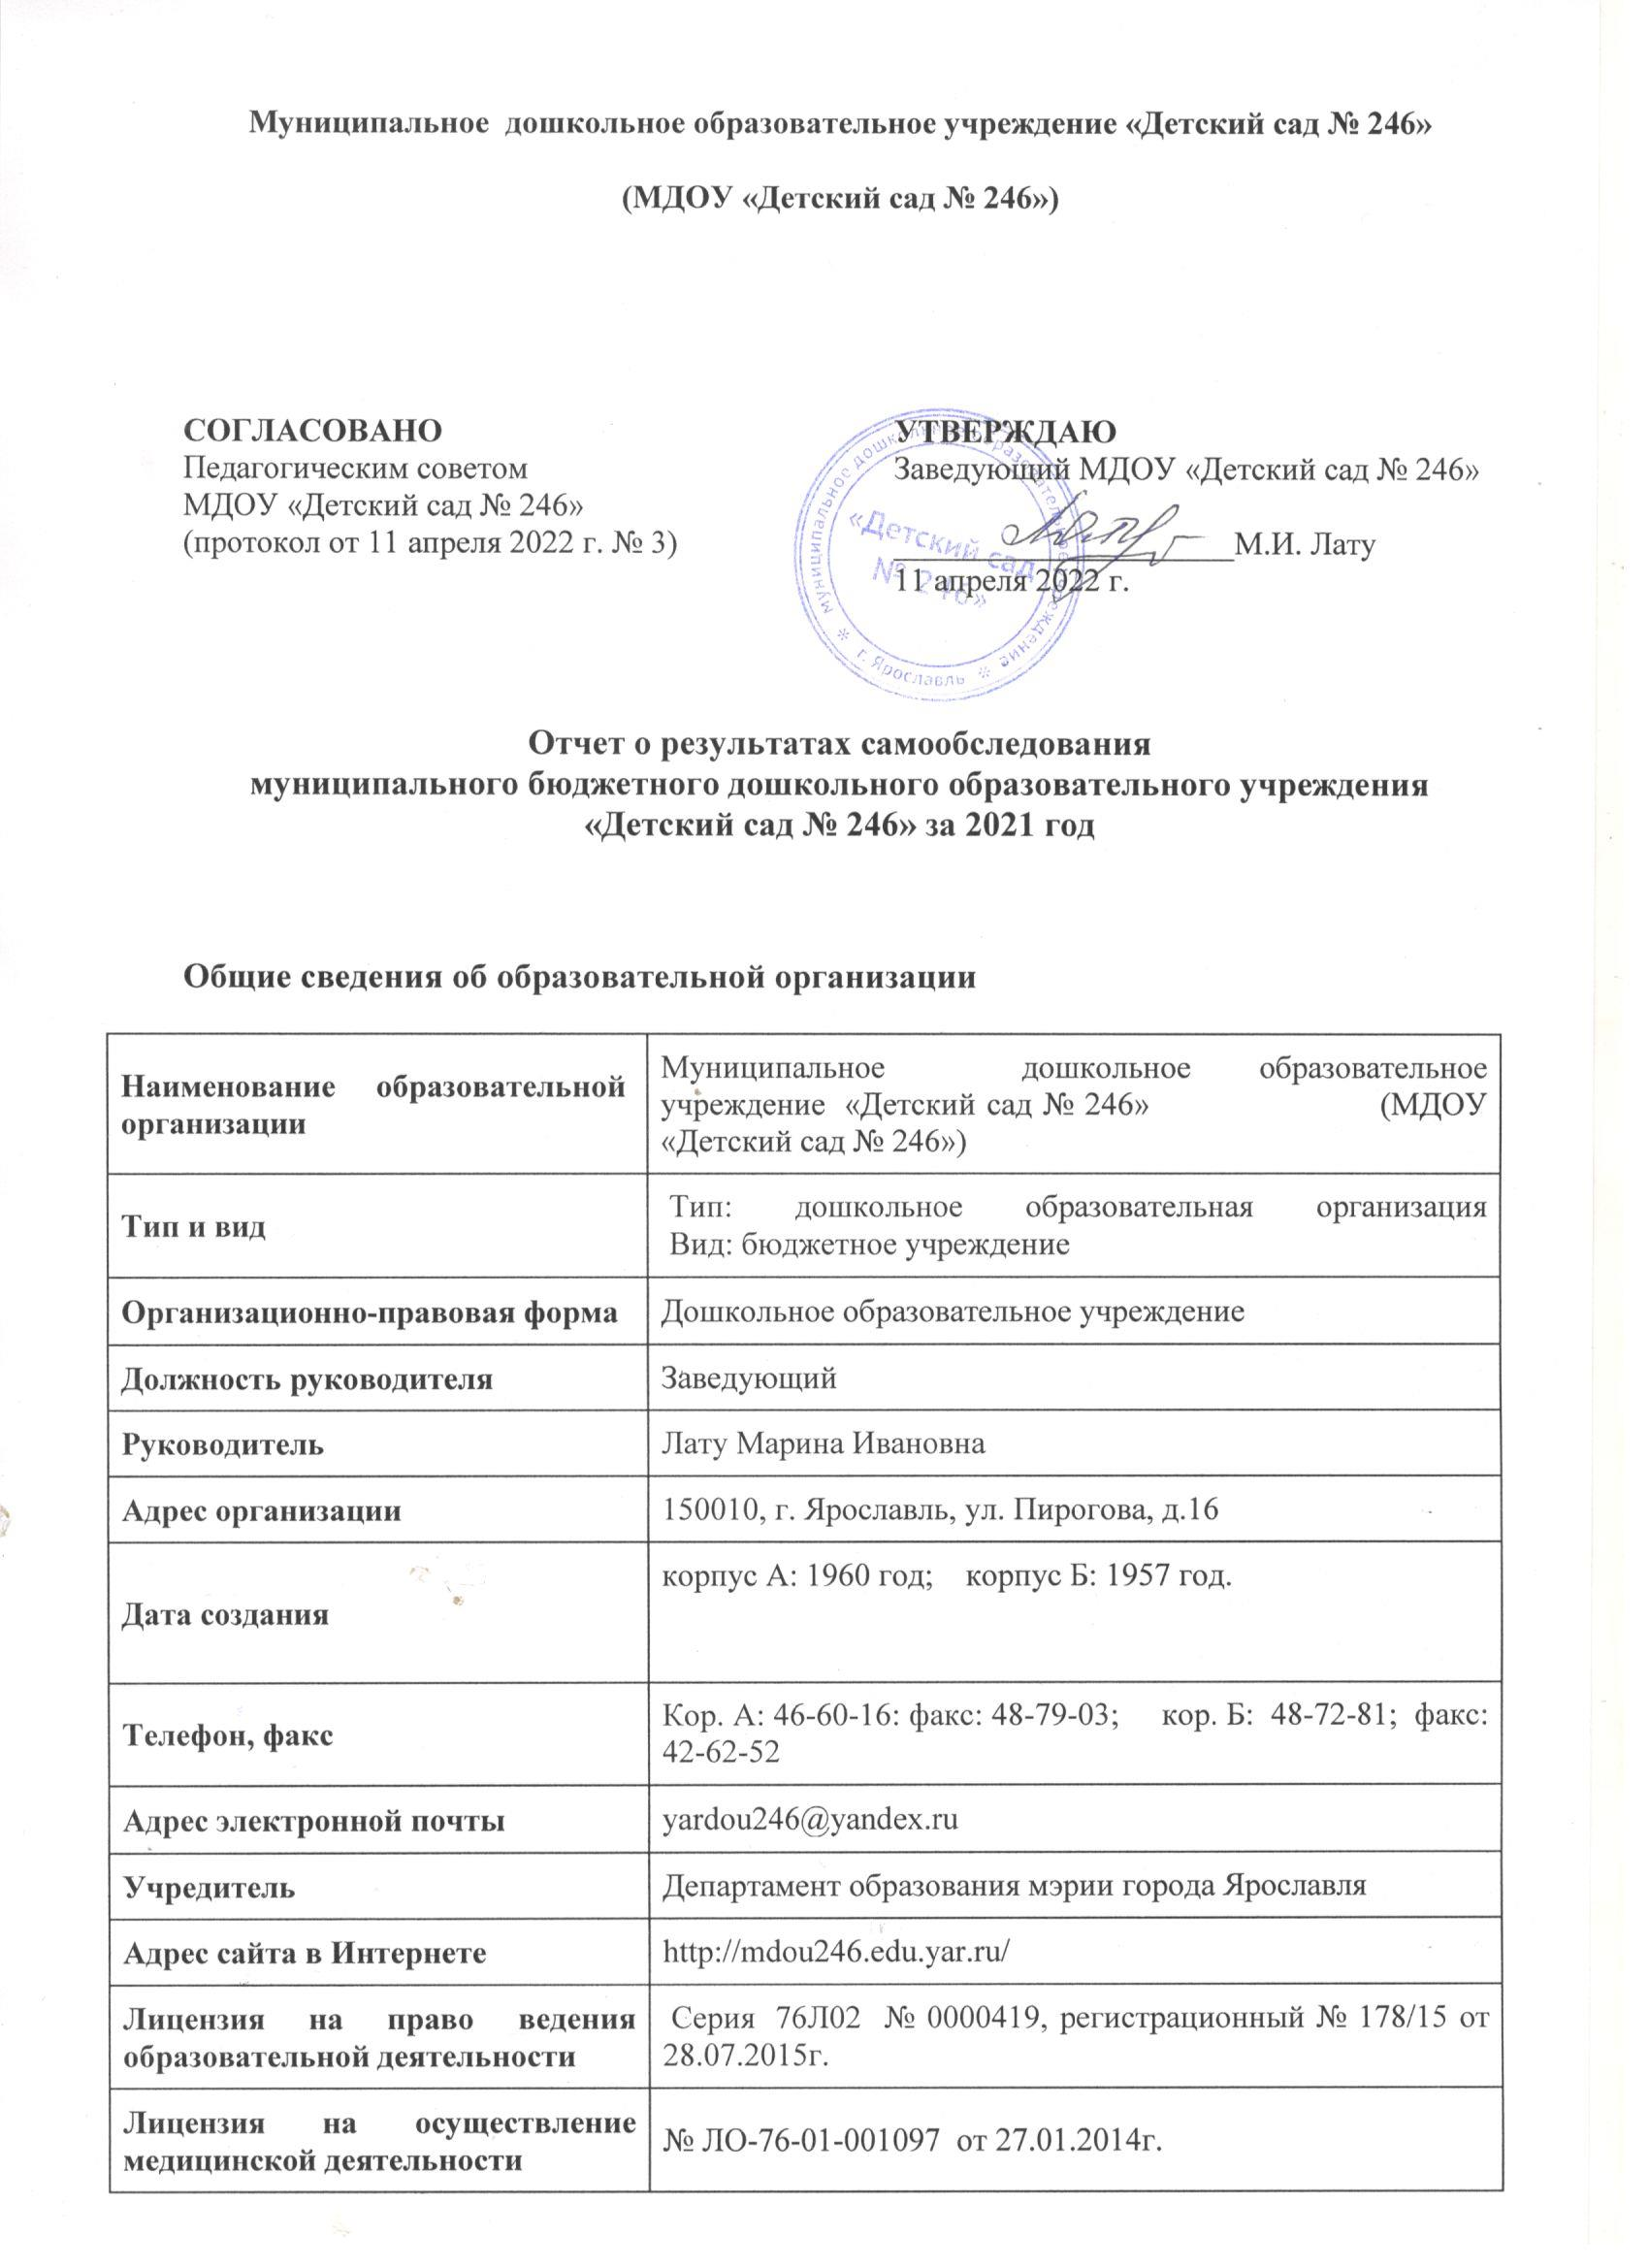 Муниципальное дошкольное образовательное учреждение «Детский сад № 246»
(МДОУ «Детский сад № 246»)
СОГЛАСОВАНО
Педагогическим советом
МДОУ «Детский сад № 246»
(протокол от 11 апреля 2022 г. № 3)
УТВЕРЖДАЮ
Заведующий МДОУ «Детский сад № 246»
М.И. Лату
11 апреля 2022 г.
Муниципальное дошкольное образовательное учреждение * г. Ярославль *
«Детский сад
№ 246»
Отчет о результатах самообследования
муниципального бюджетного дошкольного образовательного учреждения
«Детский сад № 246» за 2021 год
Общие сведения об образовательной организации
Наименование образовательной
организации
Муниципальное дошкольное образовательное
учреждение «Детский сад № 246» (МДОУ
«Детский сад № 246»)
Тип и вид
Тип: дошкольное образовательная организация
Вид: бюджетное учреждение
Организационно-правовая форма
Дошкольное образовательное учреждение
Должность руководителя
Заведующий
Руководитель
Лату Марина Ивановна
Адрес организации
150010, г. Ярославль, ул. Пирогова, д.16
Дата создания
корпус А: 1960 год; корпус Б: 1957 год.
Телефон, факс
Кор. А: 46-60-16: факс: 48-79-03; кор. Б: 48-72-81; факс:
42-62-52
Адрес электронной почты
yardou246@yandex.ru
Учредитель
Департамент образования мэрии города Ярославля
Адрес сайта в Интернете
http://mdou246.edu.yar.ru/
Лицензия на право ведения
образовательной деятельности
Серия 76Л02 № 0000419, регистрационный № 178/15 от
28.07.2015г.
Лицензия на осуществление
медицинской деятельности
№ ЛО-76-01-001097 от 27.01.2014г.